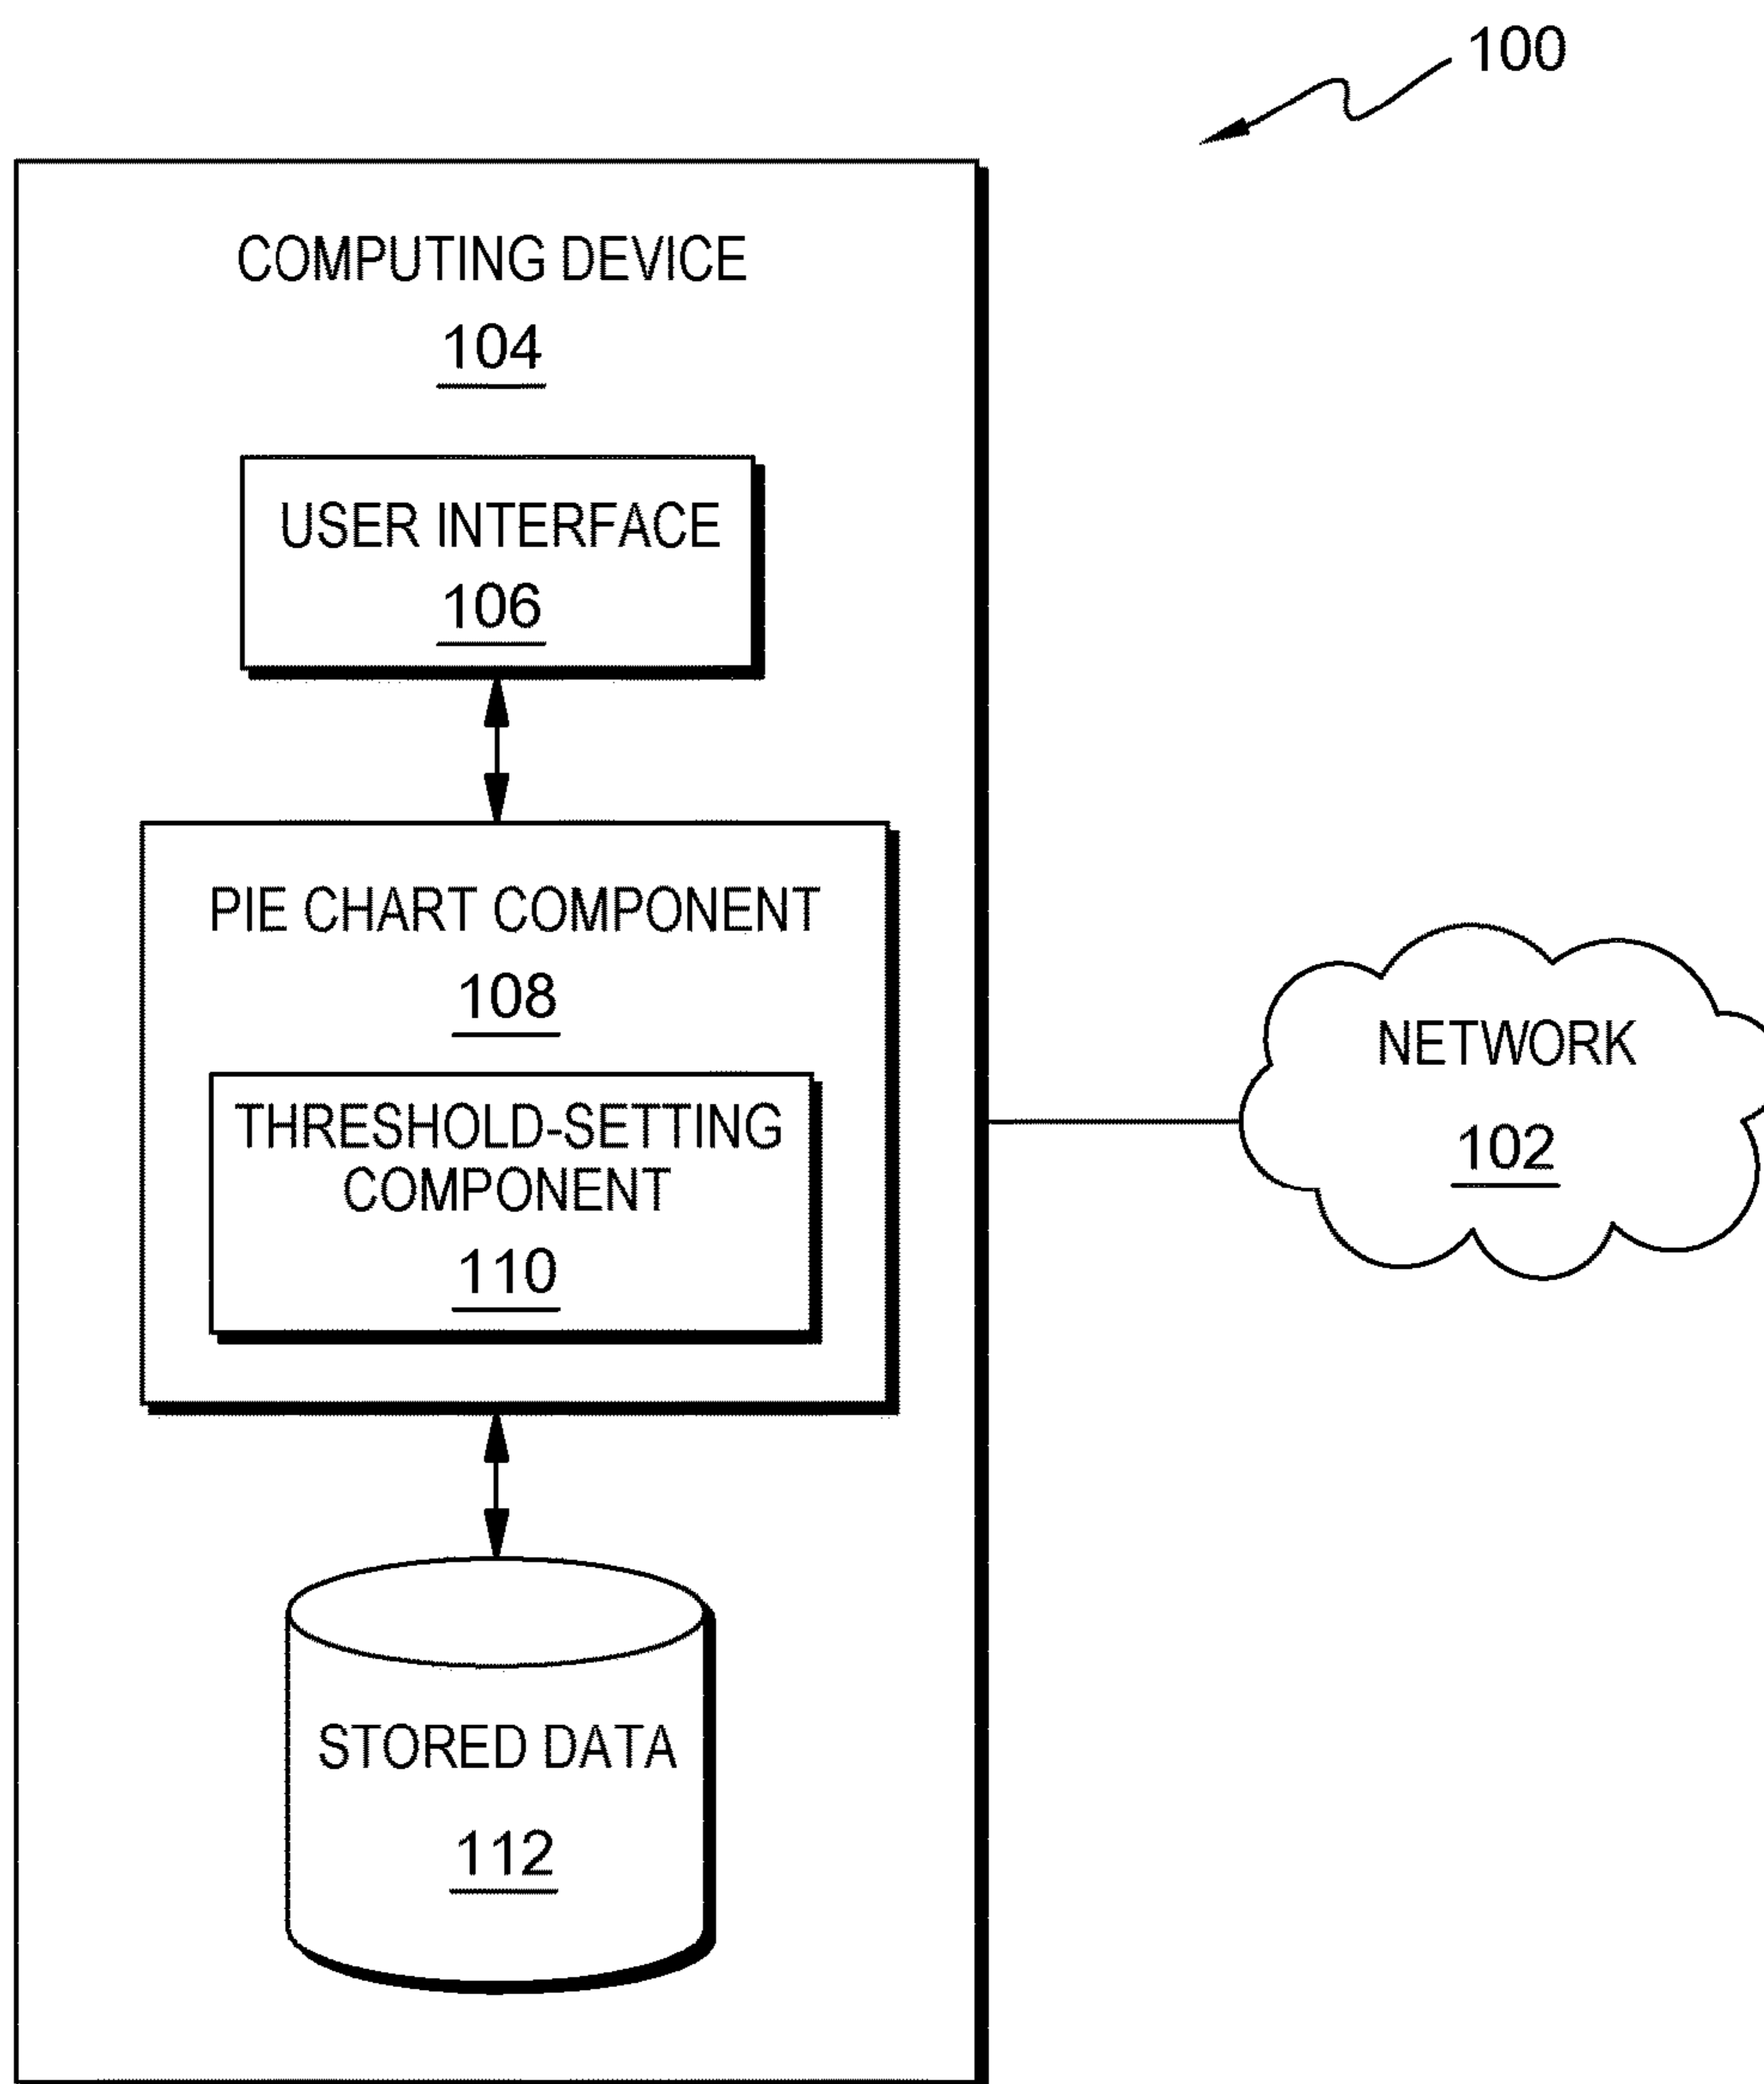 100
COMPUTING DEVICE
104
USER INTERFACE
106
PIE CHART COMPONENT
108
THRESHOLD-SETTING
COMPONENT
110
NETWORK
102
STORED DATA
112